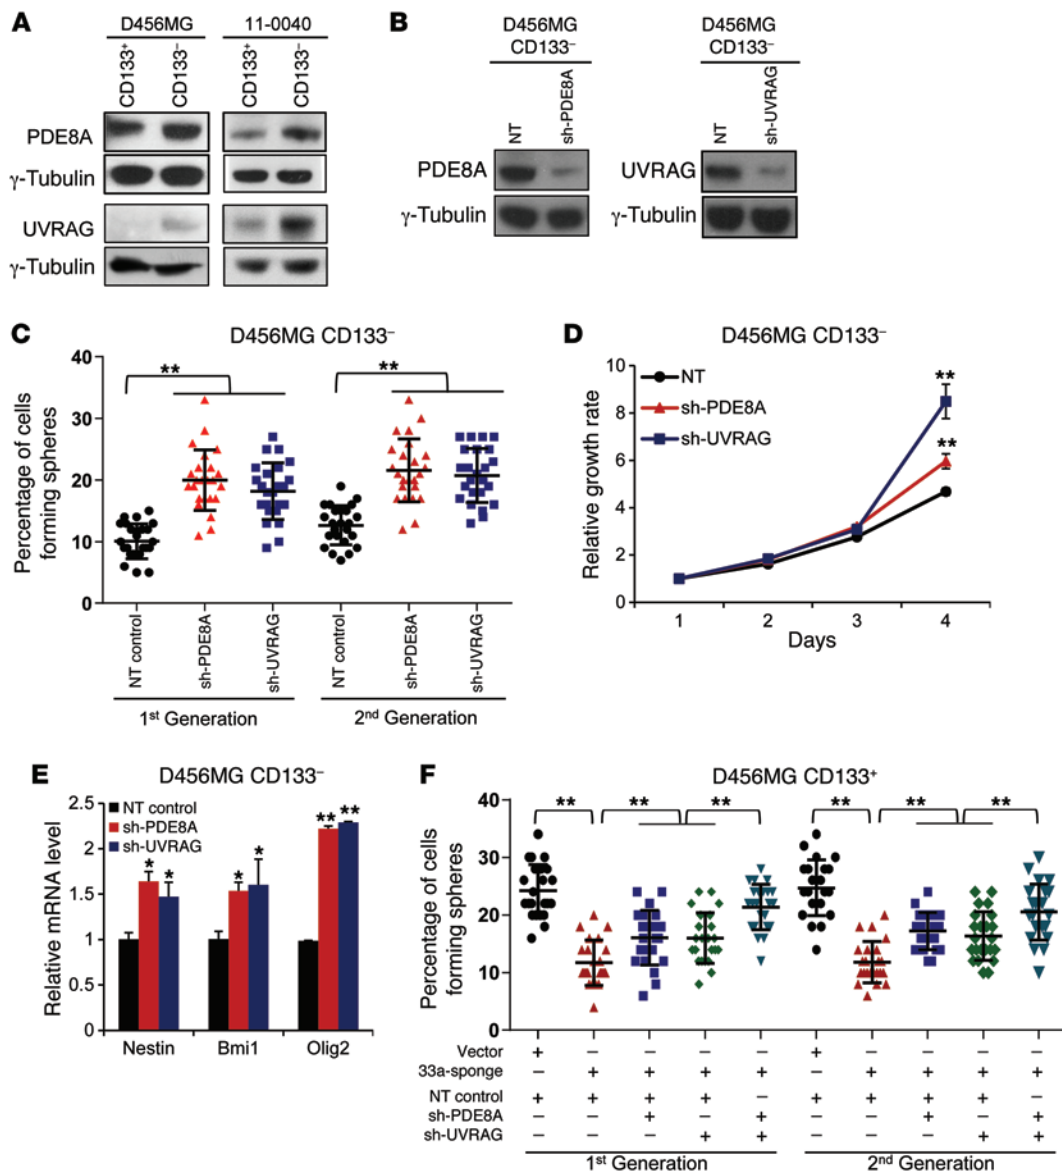 A
D456MG
11-0040
CD133+
CD133–
CD133+
CD133–
PDE8A
γ-Tubulin
UVRAG
γ-Tubulin
B
D456MG
CD133–
D456MG
CD133–
NT
sh-PDE8A
NT
sh-UVRAG
PDE8A
UVRAG
γ-Tubulin
γ-Tubulin
C
D456MG CD133–
Percentage of cells
forming spheres
40
30
20
10
0
**
**
NT control
sh-PDE8A
sh-UVRAG
NT control
sh-PDE8A
sh-UVRAG
1st Generation
2nd Generation
D
D456MG CD133–
Relative growth rate
10
8
6
4
2
0
NT
sh-PDE8A
sh-UVRAG
**
**
1
2
3
4
Days
E
D456MG CD133–
Relative mRNA level
2.5
2
1.5
1
0.5
0
NT control
sh-PDE8A
sh-UVRAG
*
*
*
*
**
**
Nestin
Bmi1
Olig2
F
D456MG CD133+
Percentage of cells
forming spheres
40
30
20
10
0
**
**
**
**
**
**
Vector + – – – – + – – – –
33a-sponge – + + + + – + + + +
NT control + + + + – + + + + –
sh-PDE8A – – + – + – – + – +
sh-UVRAG – – – + + – – – + +
1st Generation
2nd Generation